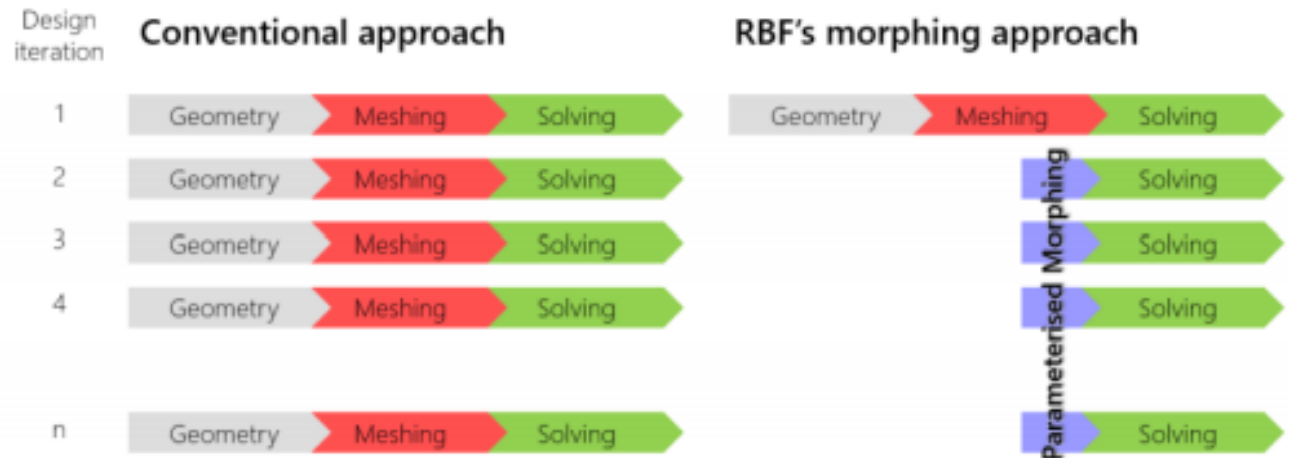 Design
iteration
Conventional approach
RBF's morphing approach
1
Geometry
Meshing
Solving
Geometry
Meshing
Solving
2
Geometry
Meshing
Solving
Solving
3
Geometry
Meshing
Solving
Solving
4
Geometry
Meshing
Solving
Solving
n
Geometry
Meshing
Solving
Solving
Parameterised Morphing